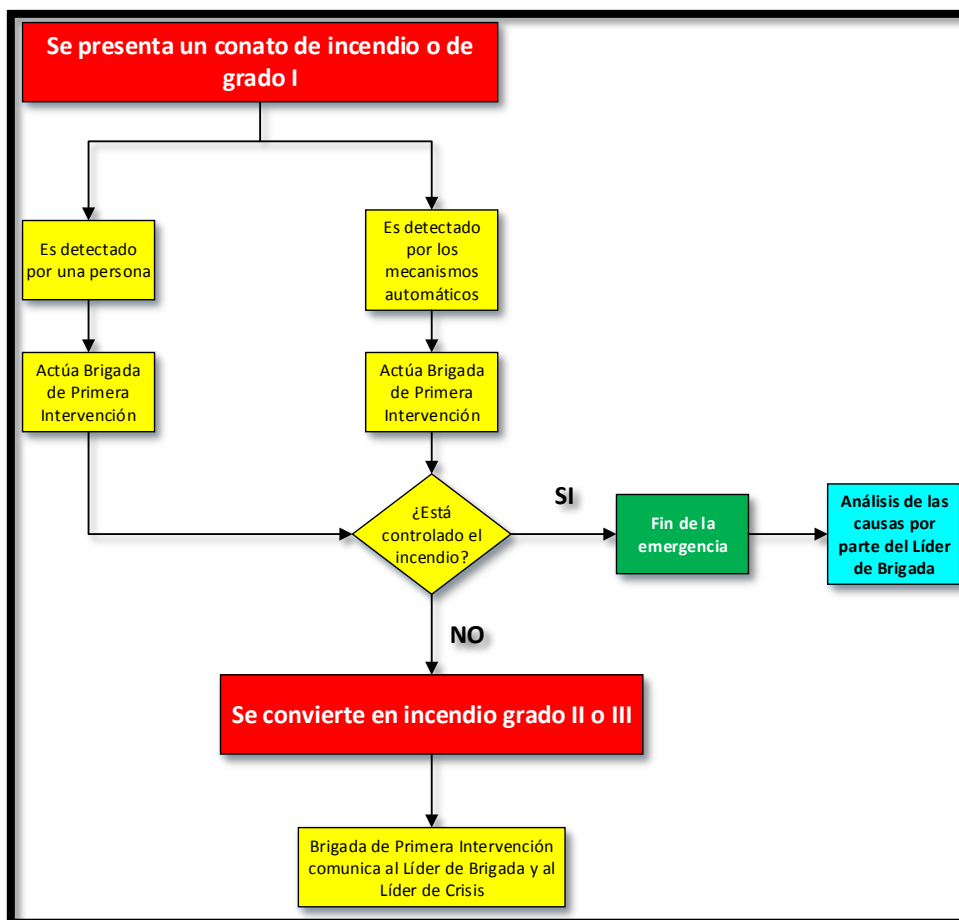 Se presenta un conato de incendio o de
grado I
Es detectado
por una persona
Es detectado
por los
mecanismos
automáticos
Actúa Brigada
de Primera
Intervención
Actúa Brigada
de Primera
Intervención
¿Está
controlado el
incendio?
SI
Fin de la
emergencia
Análisis de las
causas por
parte del Líder
de Brigada
NO
Se convierte en incendio grado II o III
Brigada de Primera Intervención
comunica al Líder de Brigada y al
Líder de Crisis